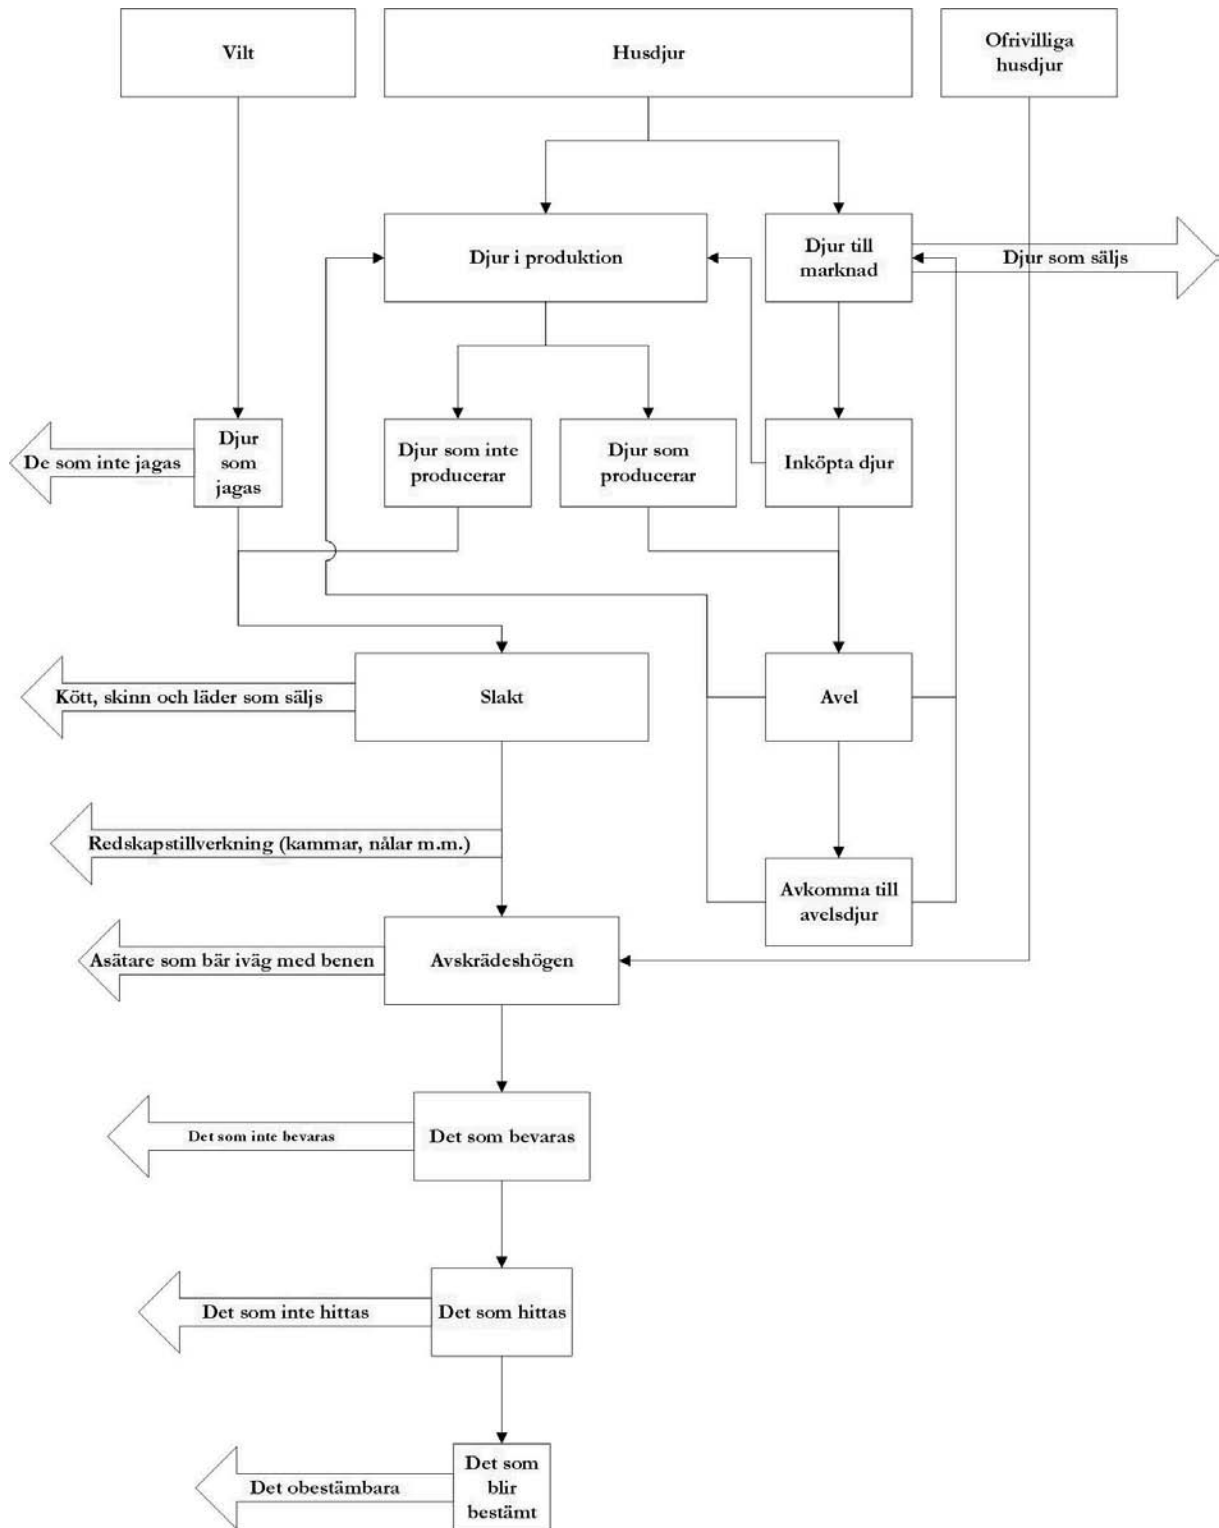 Vilt
Husdjur
Ofrivilliga
husdjur
Djur i produktion
Djur till
marknad
Djur som säljs
De som inte jagas
Djur
som
jagas
Djur som inte
producerar
Djur som
producerar
Inköpta djur
Kött, skinn och läder som säljs
Slakt
Avel
Redskapstillverkning (kammar, nålar m.m.)
Avkomma till
avelsdjur
Asätare som bär iväg med benen
Avskrädeshögen
Det som inte bevaras
Det som bevaras
Det som inte hittas
Det som hittas
Det obestämbara
Det som
blir
bestämt